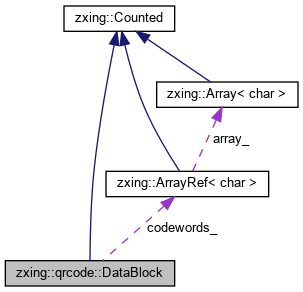 zxing::Counted
zxing::Array< char >
array_
zxing::ArrayRef< char >
codewords_
zxing::qrcode::DataBlock